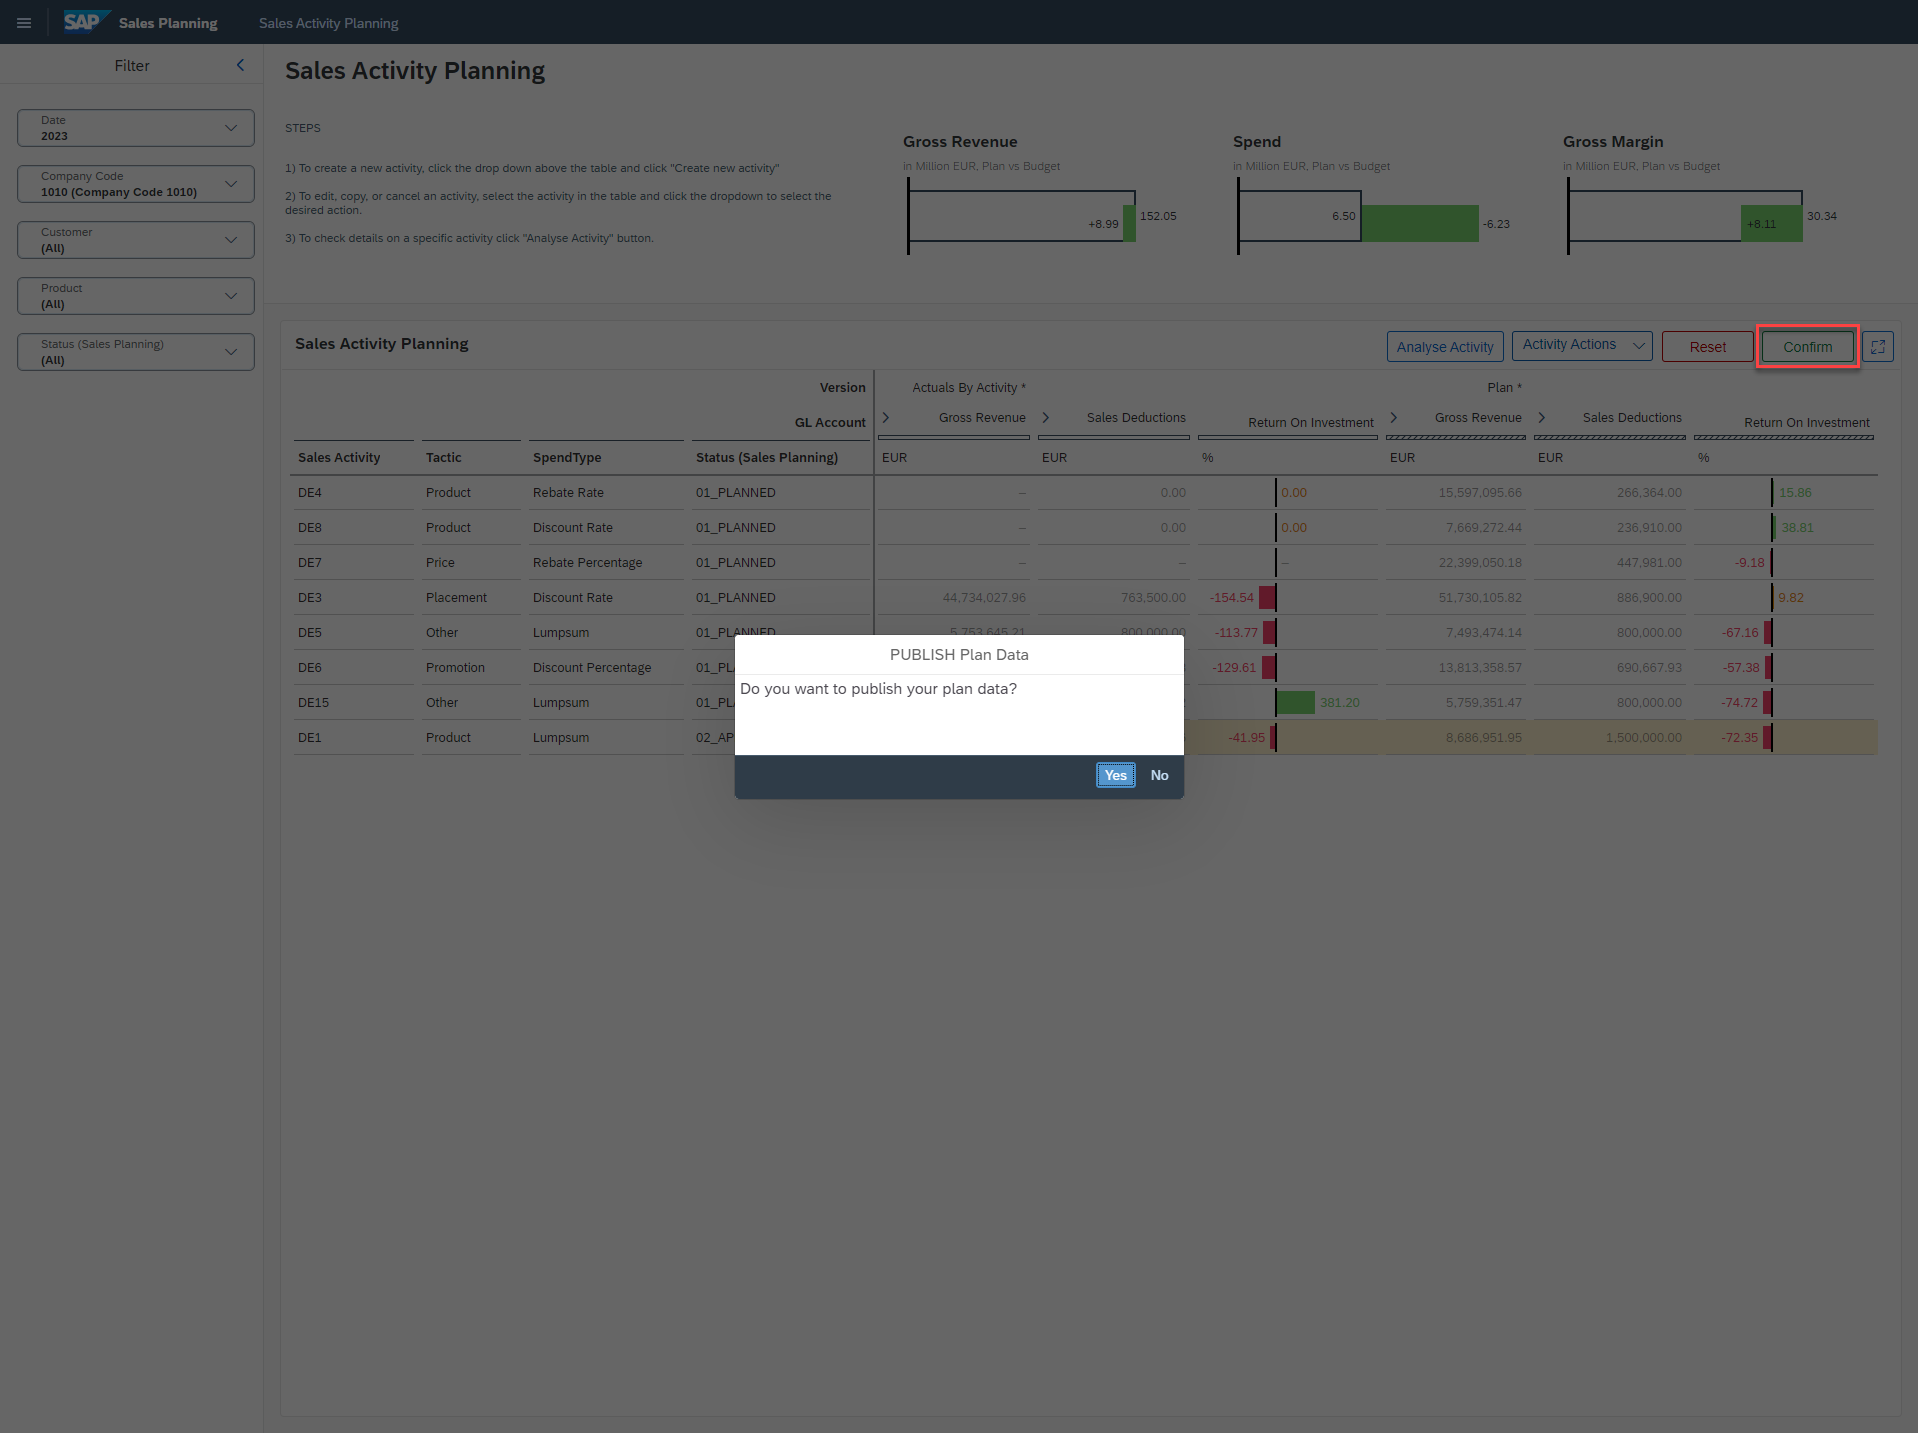 SAP Sales Planning Sales Activity Planning
Filter
Date
2023
Company Code
1010 (Company Code 1010)
Customer
(All)
Product
(All)
Status (Sales Planning)
(All)
Sales Activity Planning
STEPS
1) To create a new activity, click the drop down above the table and click "Create new activity"
2) To edit, copy, or cancel an activity, select the activity in the table and click the dropdown to select the
desired action.
3) To check details on a specific activity click "Analyse Activity" button.
Gross Revenue
in Million EUR, Plan vs Budget
+8.99 152.05
Spend
in Million EUR, Plan vs Budget
6.50 -6.23
Gross Margin
in Million EUR, Plan vs Budget
+8.11 30.34
Sales Activity Planning Analyse Activity Activity Actions Reset Confirm
Version Actuals By Activity * Plan *
GL Account Gross Revenue Sales Deductions Return On Investment Gross Revenue Sales Deductions Return On Investment
Sales Activity Tactic SpendType Status (Sales Planning) EUR EUR % EUR EUR %
DE4 Product Rebate Rate 01_PLANNED – 0.00 0.00 15,597,095.66 266,364.00 15.86
DE8 Product Discount Rate 01_PLANNED – 0.00 0.00 7,669,272.44 236,910.00 38.81
DE7 Price Rebate Percentage 01_PLANNED – – – 22,399,050.18 447,981.00 -9.18
DE3 Placement Discount Rate 01_PLANNED 44,734,027.96 763,500.00 -154.54 51,730,105.82 886,900.00 9.82
DE5 Other Lumpsum 01_PLANNED 5,753,645.21 800,000.00 -113.77 7,493,474.14 800,000.00 -67.16
DE6 Promotion Discount Percentage 01_PL -129.61 13,813,358.57 690,667.93 -57.38
DE15 Other Lumpsum 01_PL 381.20 5,759,351.47 800,000.00 -74.72
DE1 Product Lumpsum 02_AP -41.95 8,686,951.95 1,500,000.00 -72.35
PUBLISH Plan Data
Do you want to publish your plan data?
Yes No